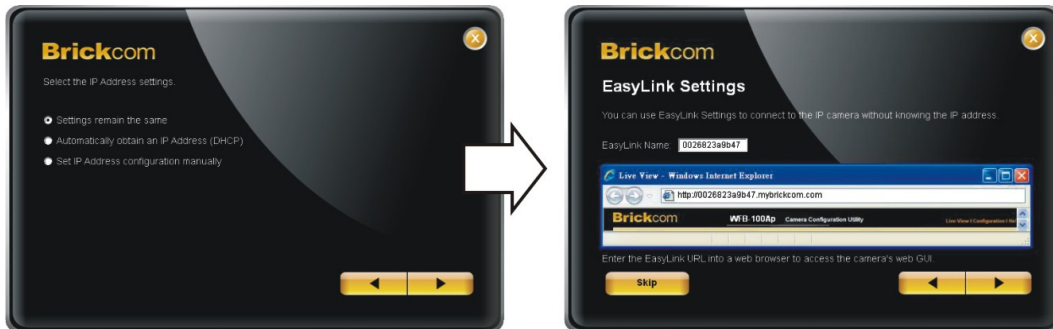 Brickcom
Select the IP Address settings.
Settings remain the same
Automatically obtain an IP Address (DHCP)
Set IP Address configuration manually
Brickcom
EasyLink Settings
You can use EasyLink Settings to connect to the IP camera without knowing the IP address.
EasyLink Name: 0026823a9b47
Live View - Windows Internet Explorer
http://0026823a9b47.mybrickcom.com
Brickcom WFB-100Ap Camera Configuration Utility Live View | Configuration |
Enter the EasyLink URL into a web browser to access the camera's web GUI.
Skip